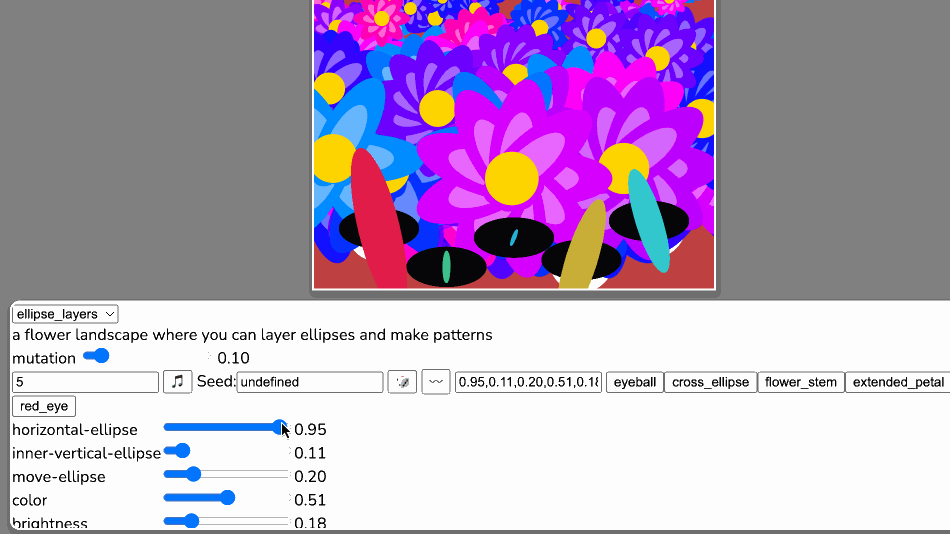 ellipse_layers
a flower landscape where you can layer ellipses and make patterns
mutation 0.10
5 Seed: undefined 0.95,0.11,0.20,0.51,0.18 eyeball cross_ellipse flower_stem extended_petal
red_eye
horizontal-ellipse 0.95
inner-vertical-ellipse 0.11
move-ellipse 0.20
color 0.51
brightness 0.18